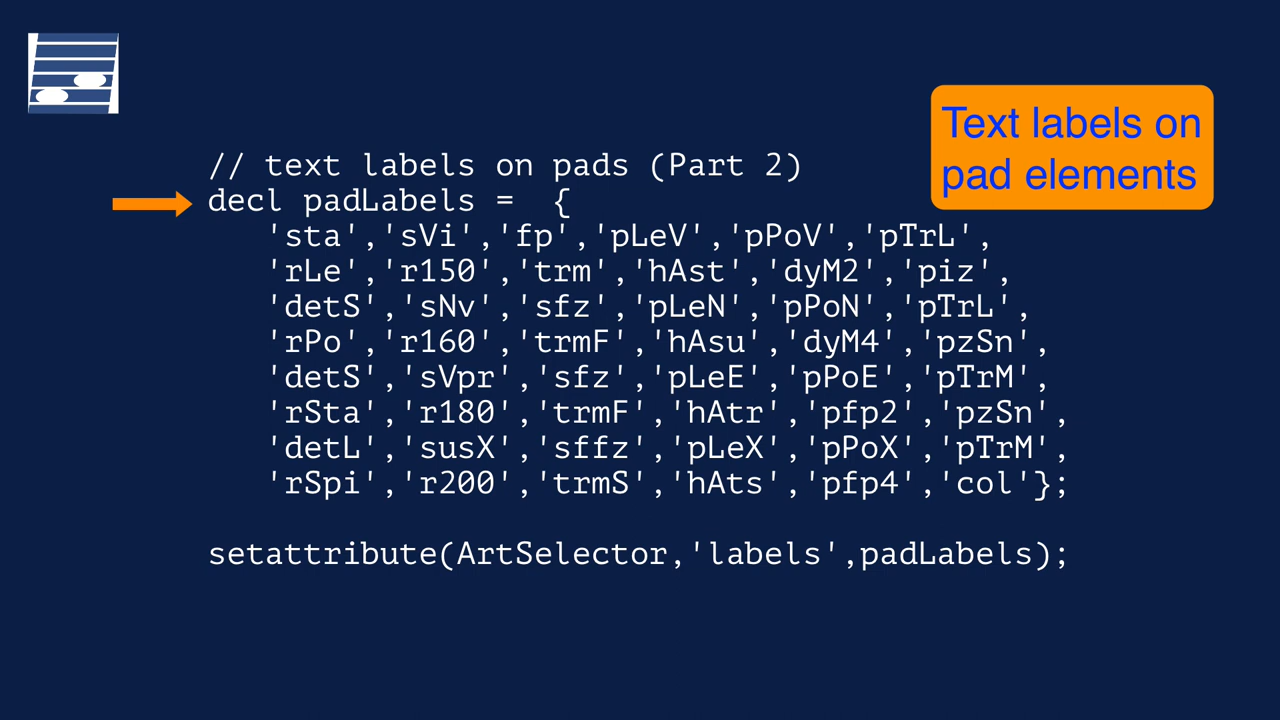 Text labels on
pad elements
// text labels on pads (Part 2)
decl padLabels =  {
   'sta','sVi','fp','pLeV','pPoV','pTrL',
   'rLe','r150','trm','hAst','dyM2','piz',
   'detS','sNv','sfz','pLeN','pPoN','pTrL',
   'rPo','r160','trmF','hAsu','dyM4','pzSn',
   'detS','sVpr','sfz','pLeE','pPoE','pTrM',
   'rSta','r180','trmF','hAtr','pfp2','pzSn',
   'detL','susX','sffz','pLeX','pPoX','pTrM',
   'rSpi','r200','trmS','hAts','pfp4','col'};
setattribute(ArtSelector,'labels',padLabels);